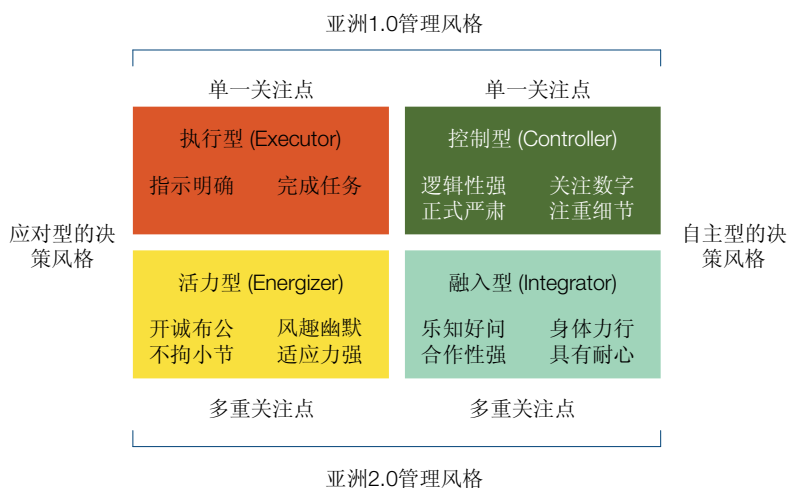 亚洲1.0管理风格
单一关注点
单一关注点
执行型 (Executor)
指示明确 完成任务
控制型 (Controller)
逻辑性强 关注数字
正式严肃 注重细节
应对型的决
策风格
自主型的决
策风格
活力型 (Energizer)
开诚布公 风趣幽默
不拘小节 适应力强
融入型 (Integrator)
乐知好问 身体力行
合作性强 具有耐心
多重关注点
多重关注点
亚洲2.0管理风格